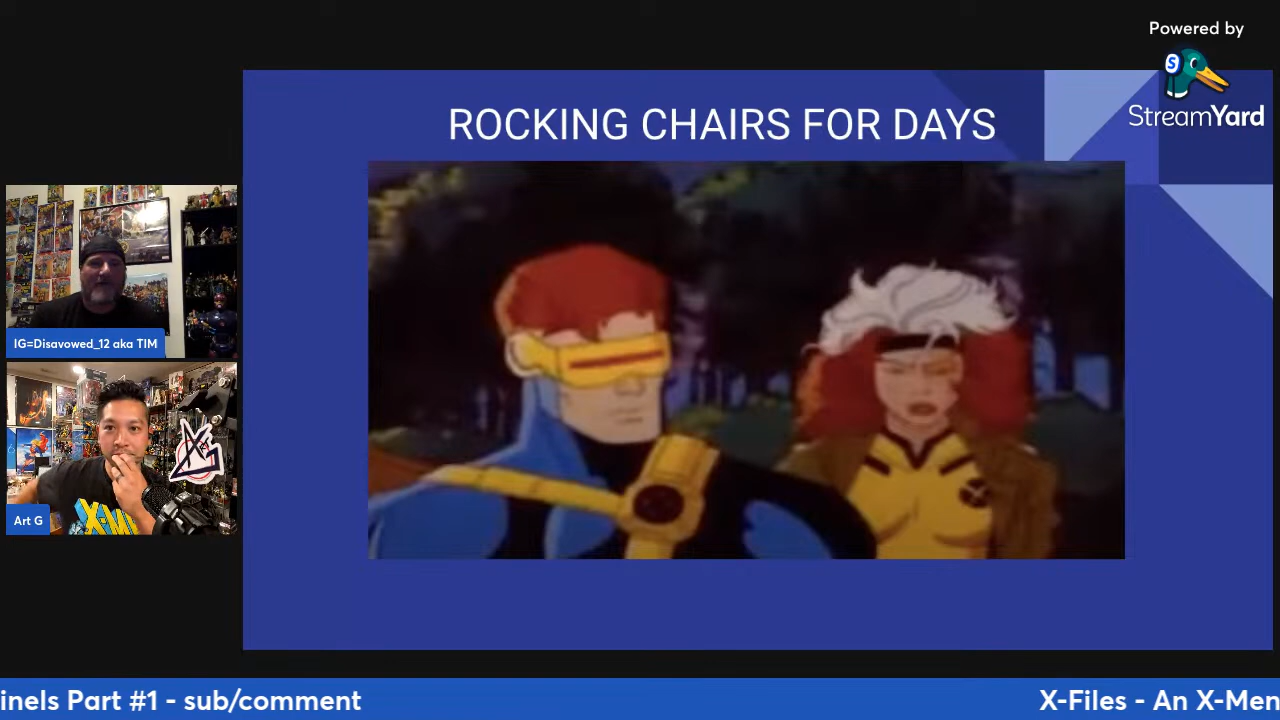 Powered by
StreamYard
ROCKING CHAIRS FOR DAYS
IG=Disavowed_12 aka TIM
Art G
X-ME
inels Part #1 - sub/comment
X-Files - An X-Men